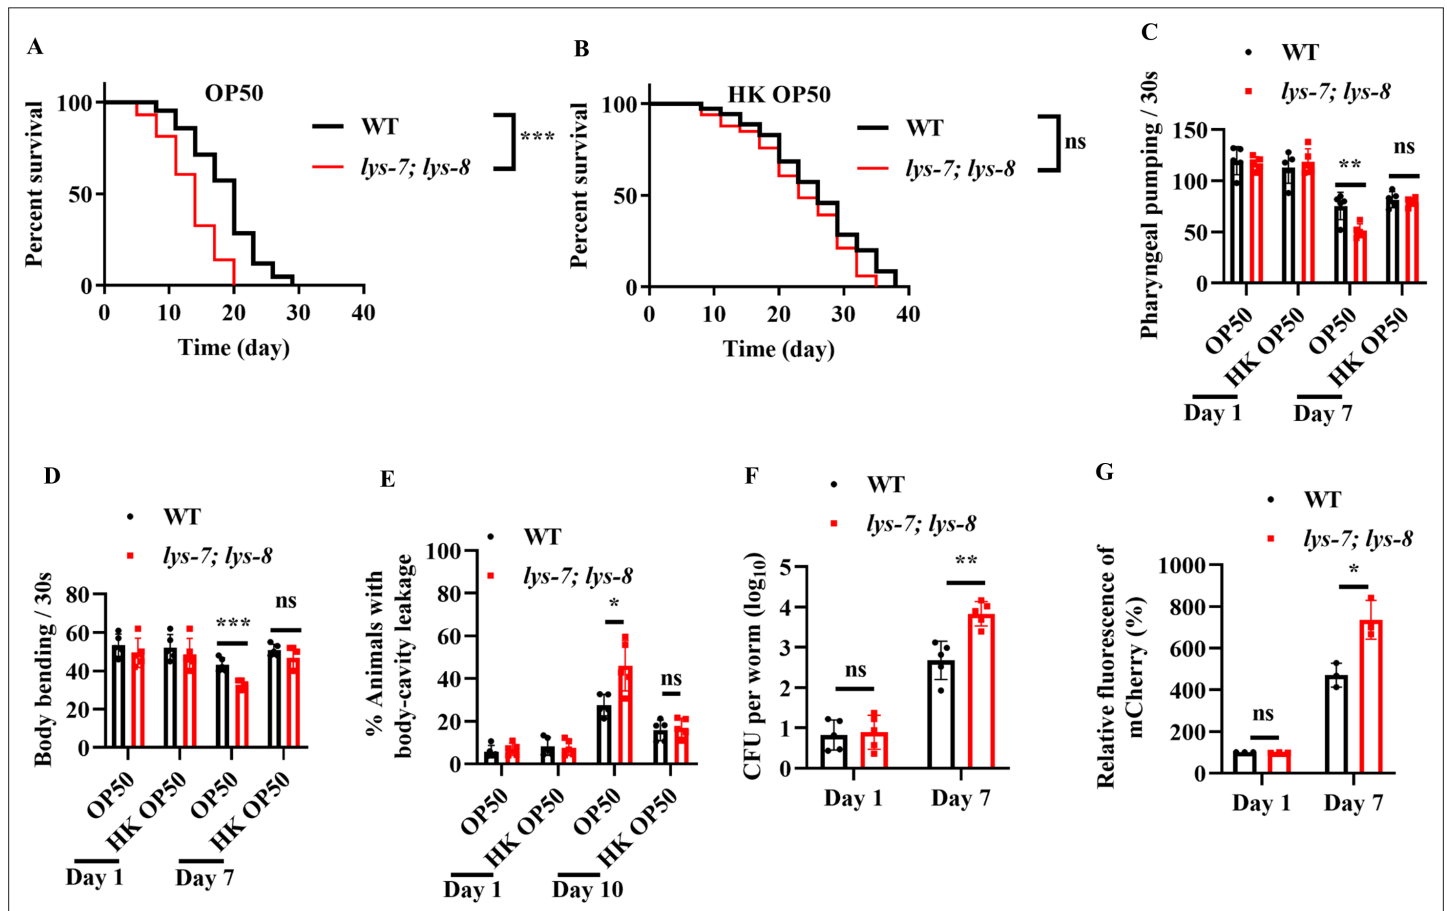 A
OP50
Percent survival
100
50
0
0 10 20 30 40
Time (day)
WT
lys-7; lys-8
***
B
HK OP50
Percent survival
100
50
0
0 10 20 30 40
Time (day)
WT
lys-7; lys-8
ns
C
WT
lys-7; lys-8
Pharyngeal pumping / 30s
150
100
50
0
**
ns
OP50
HK OP50
OP50
HK OP50
Day 1
Day 7
D
WT
lys-7; lys-8
Body bending / 30s
80
60
40
20
0
***
ns
OP50
HK OP50
OP50
HK OP50
Day 1
Day 7
E
WT
lys-7; lys-8
% Animals with
body-cavity leakage
100
80
60
40
20
0
*
ns
OP50
HK OP50
OP50
HK OP50
Day 1
Day 10
F
WT
lys-7; lys-8
CFU per worm (log10)
5
4
3
2
1
0
ns
**
Day 1
Day 7
G
WT
lys-7; lys-8
Relative fluorescence of
mCherry (%)
1000
800
600
400
200
0
ns
*
Day 1
Day 7